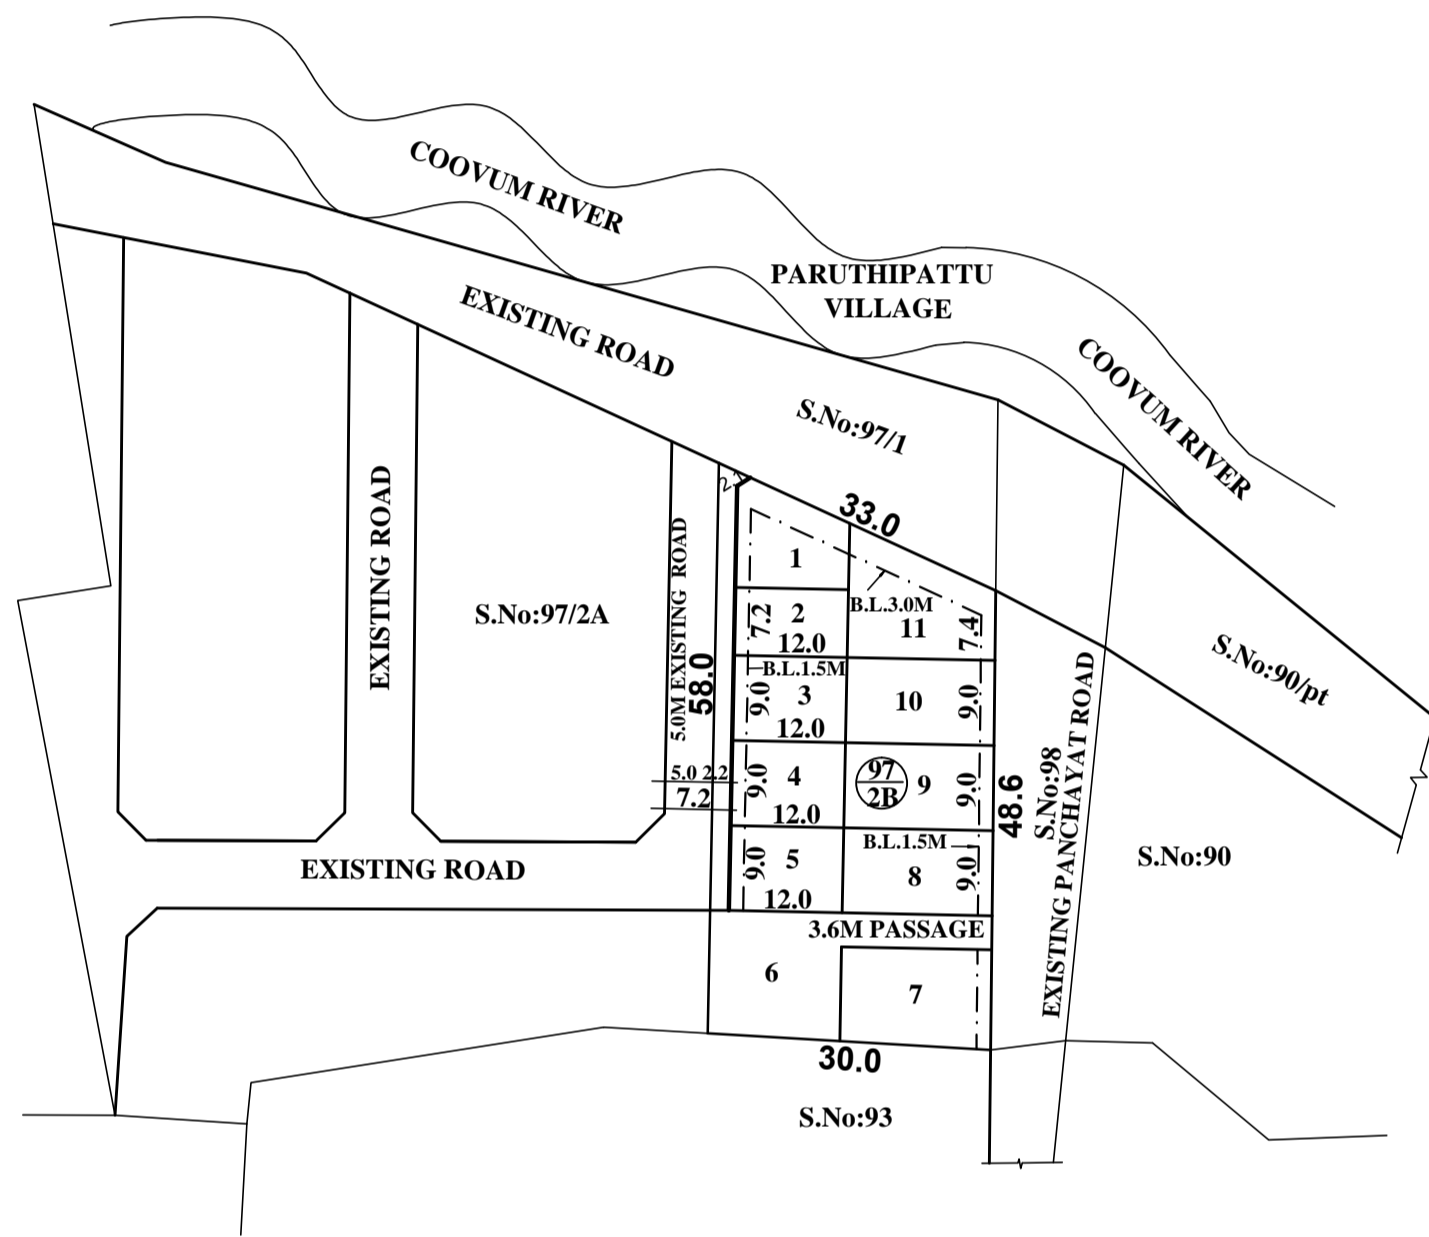 COOVUM RIVER
PARUTHIPATTU
VILLAGE
EXISTING ROAD
COOVUM RIVER
S.No:97/1
EXISTING ROAD
S.No:97/2A
5.0M EXISTING ROAD
58.0
33.0
1
B.L.3.0M
7.2
2
12.0
11
7.4
B.L.1.5M
9.0
3
12.0
10
9.0
5.0 2.2
7.2
9.0
4
12.0
97
2B
9
9.0
48.6
S.No:98
EXISTING PANCHAYAT ROAD
S.No:90/pt
S.No:90
EXISTING ROAD
9.0
5
12.0
B.L.1.5M
8
9.0
3.6M PASSAGE
6
7
30.0
S.No:93